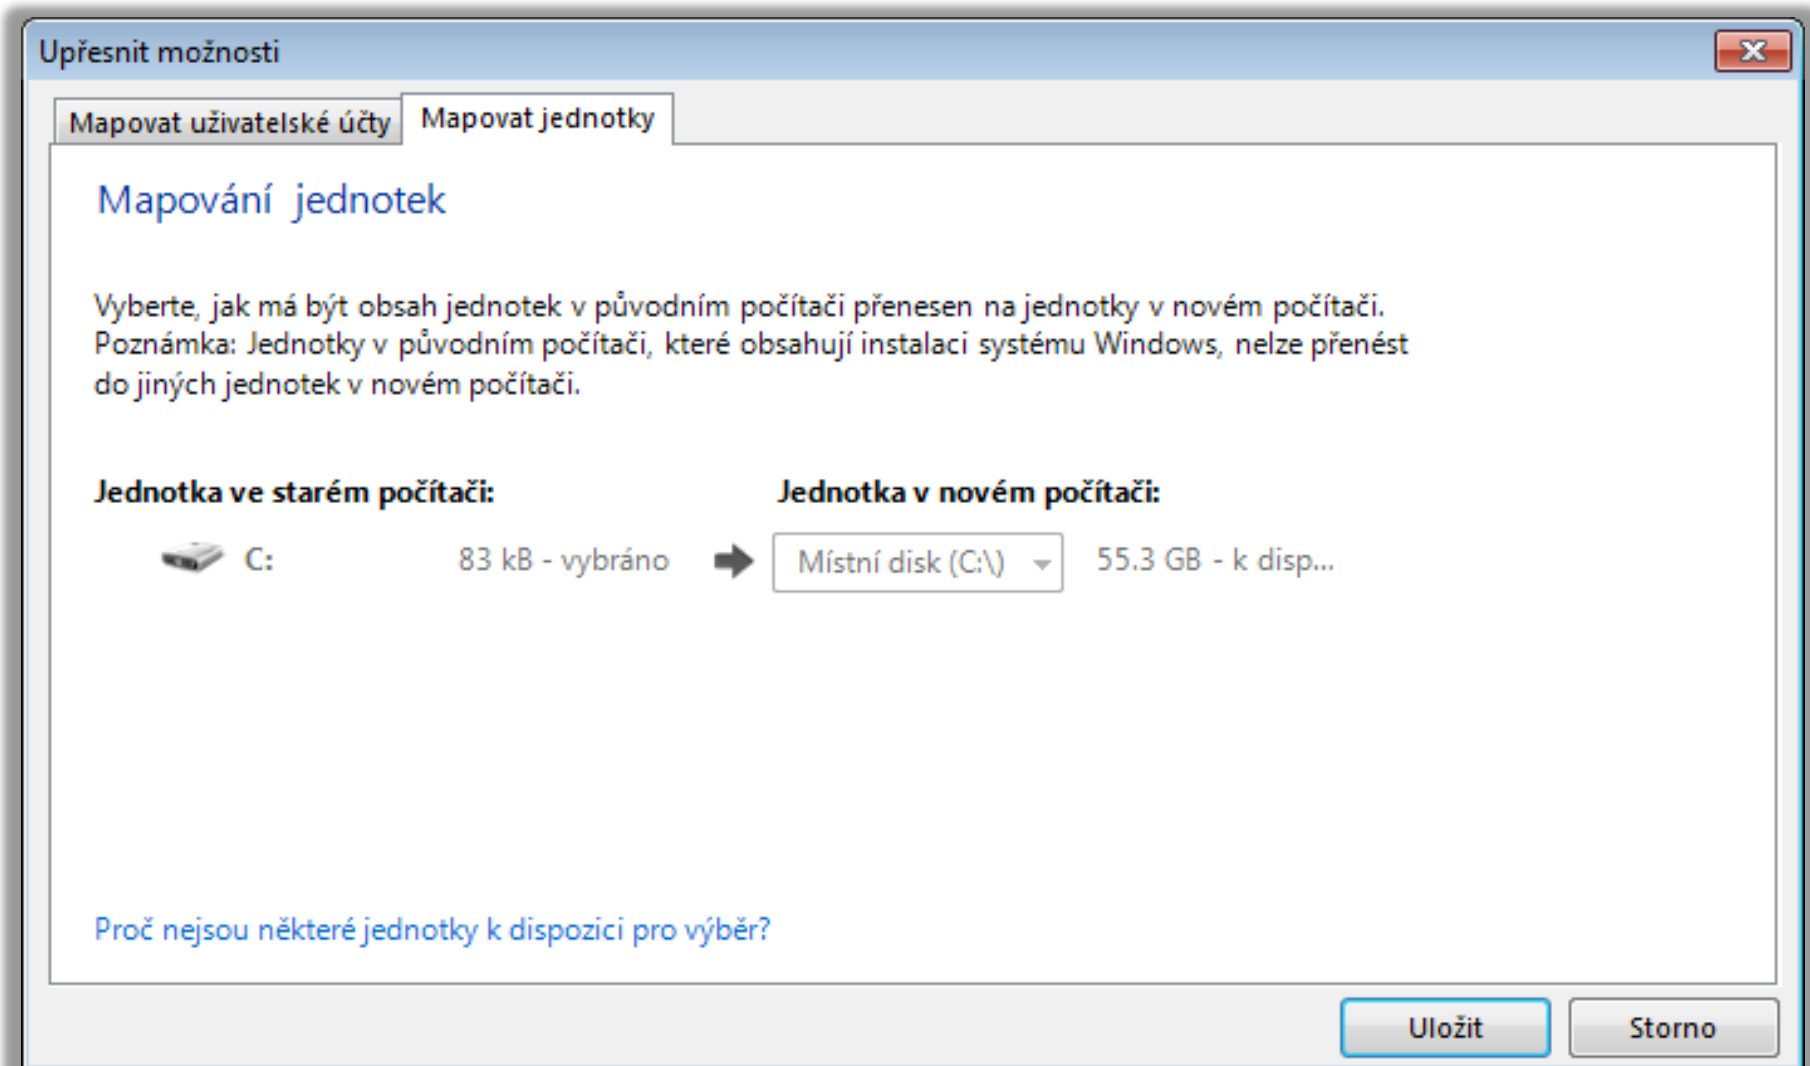 Upřesnit možnosti
Mapovat uživatelské účty
Mapovat jednotky
Mapování jednotek
Vyberte, jak má být obsah jednotek v původním počítači přenesen na jednotky v novém počítači.
Poznámka: Jednotky v původním počítači, které obsahují instalaci systému Windows, nelze přenést
do jiných jednotek v novém počítači.
Jednotka ve starém počítači:
Jednotka v novém počítači:
C:
83 kB - vybráno
Místní disk (C:\)
55.3 GB - k disp...
Proč nejsou některé jednotky k dispozici pro výběr?
Uložit
Storno